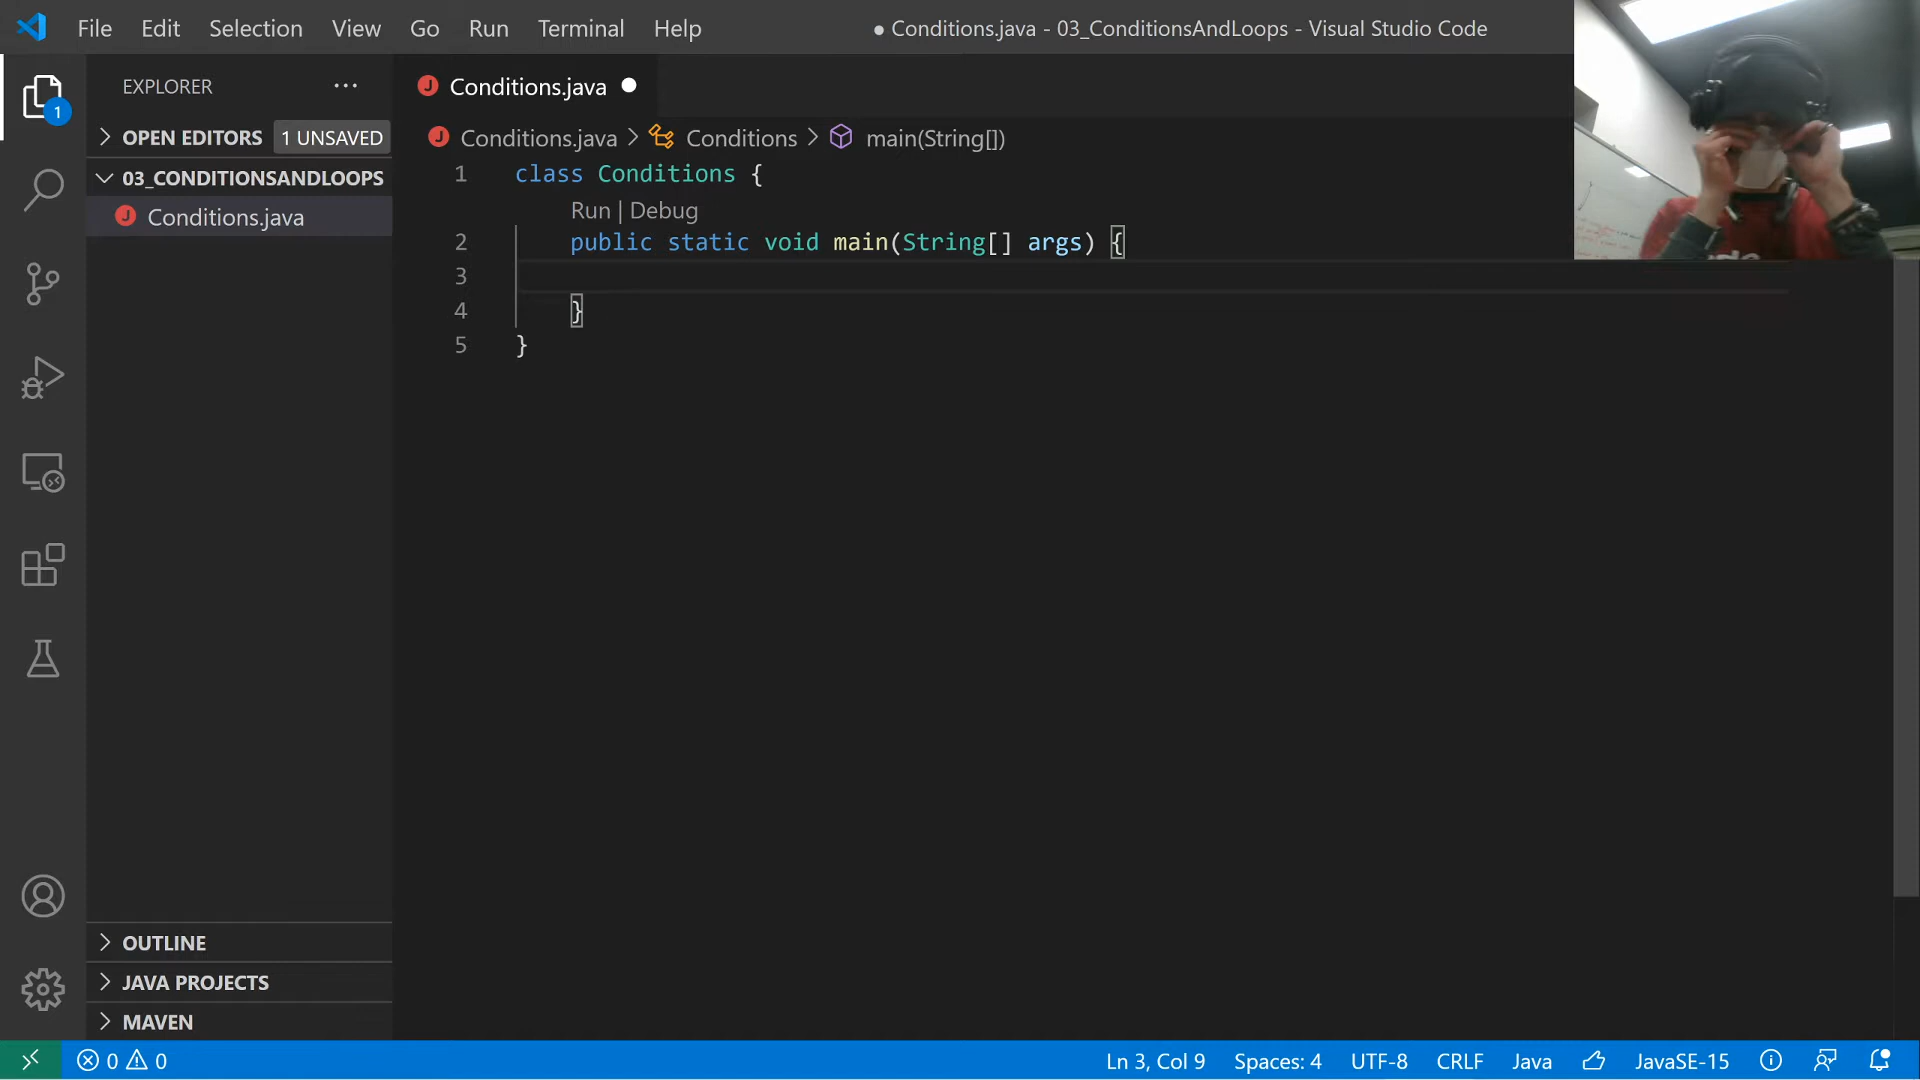 File Edit Selection View Go Run Terminal Help
● Conditions.java - 03_ConditionsAndLoops - Visual Studio Code
EXPLORER ···
OPEN EDITORS 1 UNSAVED
03_CONDITIONSANDLOOPS
J Conditions.java
1
OUTLINE
JAVA PROJECTS
MAVEN
J Conditions.java ●
J Conditions.java > Conditions > main(String[])
1 class Conditions {
Run | Debug
2 public static void main(String[] args) {
3
4 }
5 }
0 0
Ln 3, Col 9 Spaces: 4 UTF-8 CRLF Java JavaSE-15